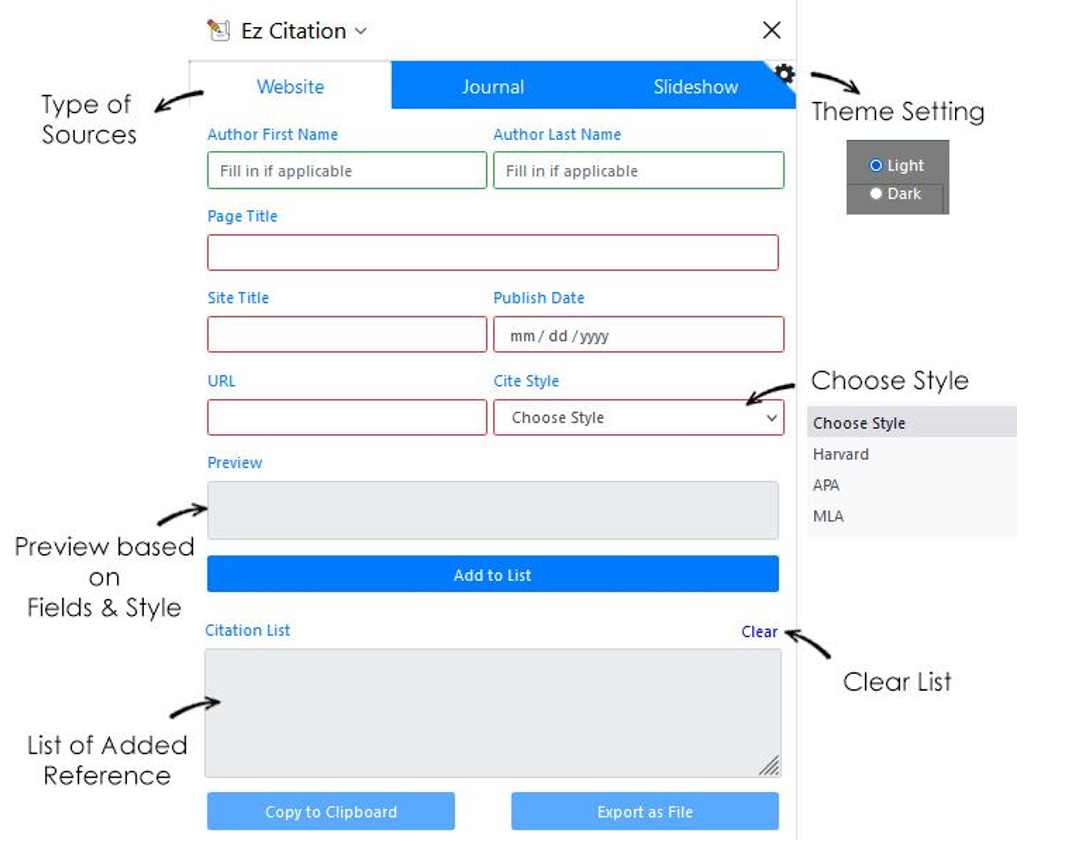 Ez Citation
Website
Journal
Slideshow
Type of
Sources
Theme Setting
Light
Dark
Author First Name
Author Last Name
Fill in if applicable
Fill in if applicable
Page Title
Site Title
Publish Date
mm / dd / yyyy
URL
Cite Style
Choose Style
Choose Style
Choose Style
Harvard
APA
MLA
Preview
Preview based
on
Fields & Style
Add to List
Citation List
Clear
Clear List
List of Added
Reference
Copy to Clipboard
Export as File